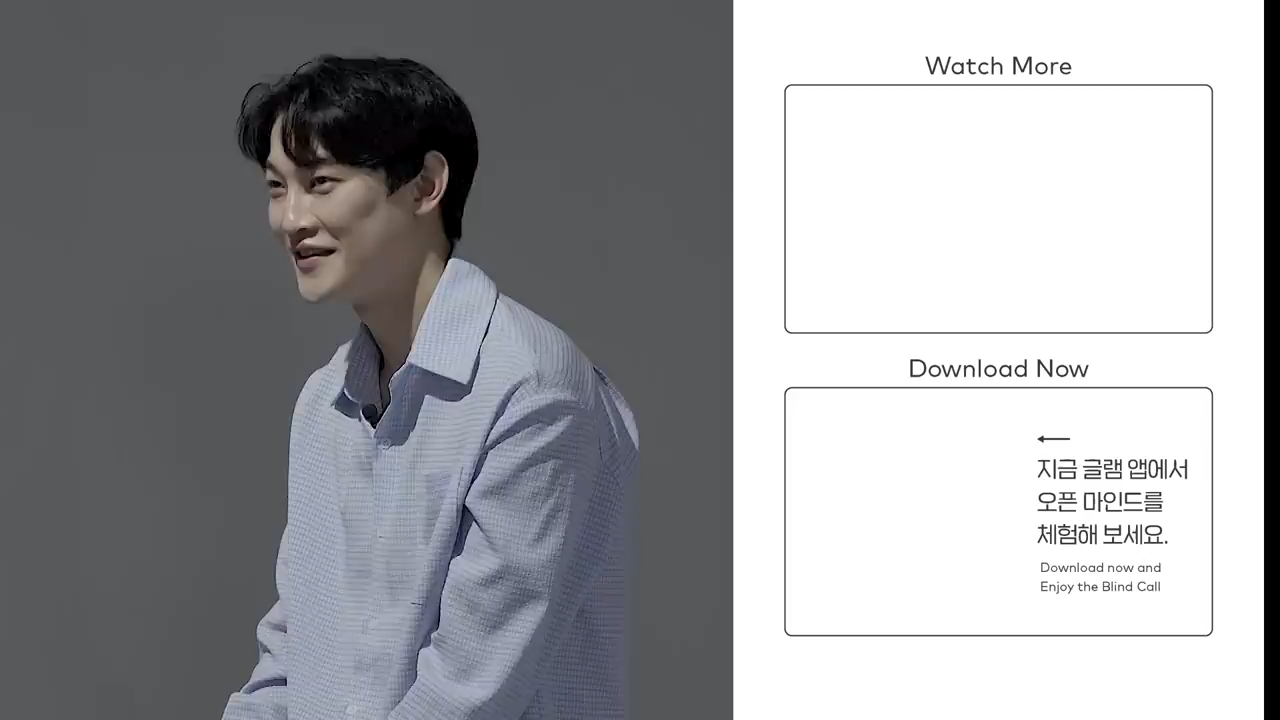 Watch More
Download Now
지금 글램 앱에서
오픈 마인드를
체험해 보세요.
Download now and
Enjoy the Blind Call